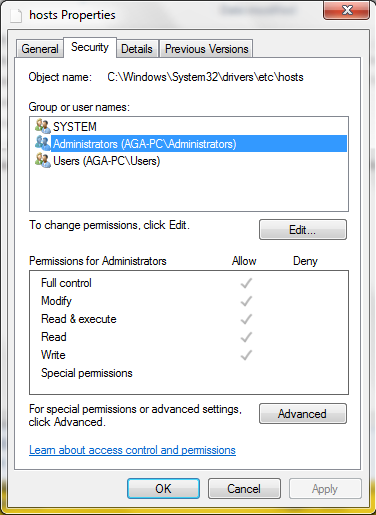 hosts Properties
General Security Details Previous Versions
Object name: C:\Windows\System32\drivers\etc\hosts
Group or user names:
SYSTEM
Administrators (AGA-PC\Administrators)
Users (AGA-PC\Users)
To change permissions, click Edit.
Edit...
Permissions for Administrators Allow Deny
Full control
Modify
Read & execute
Read
Write
Special permissions
For special permissions or advanced settings,
click Advanced.
Advanced
Learn about access control and permissions
OK Cancel Apply